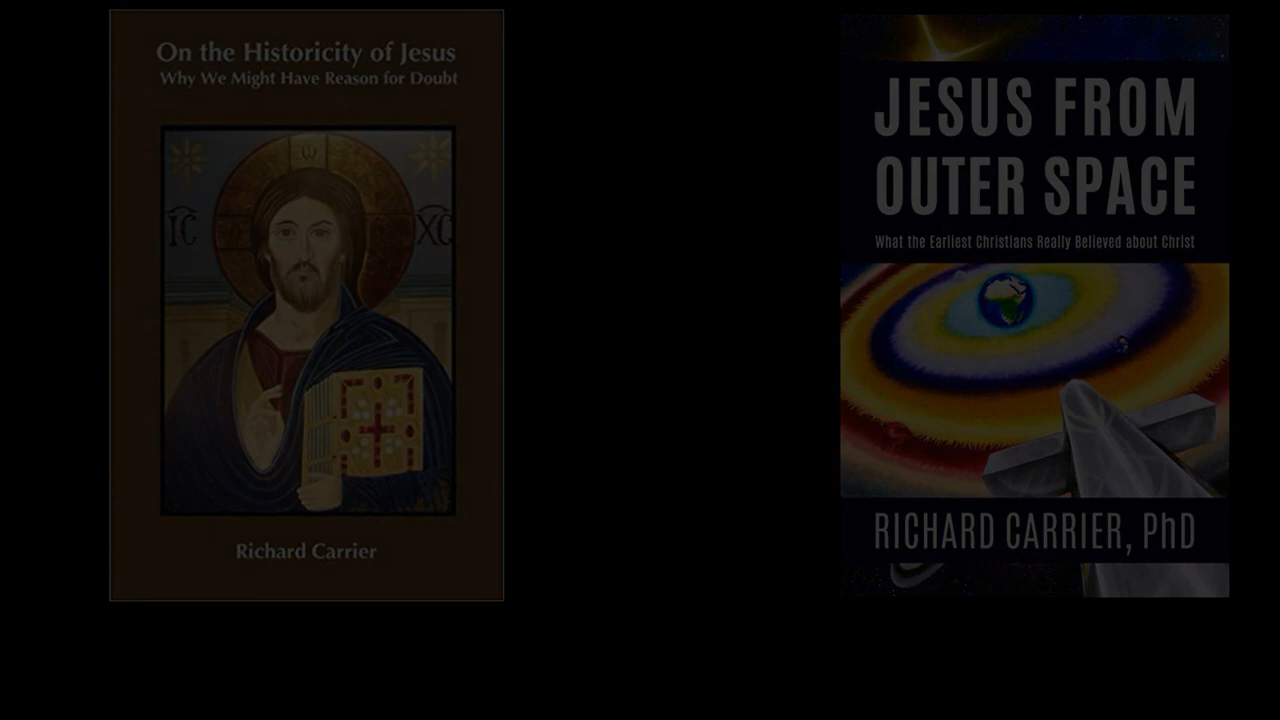 On the Historicity of Jesus
Why We Might Have Reason for Doubt
ω
IC
XC
Richard Carrier
JESUS FROM
OUTER SPACE
What the Earliest Christians Really Believed about Christ
RICHARD CARRIER, PhD